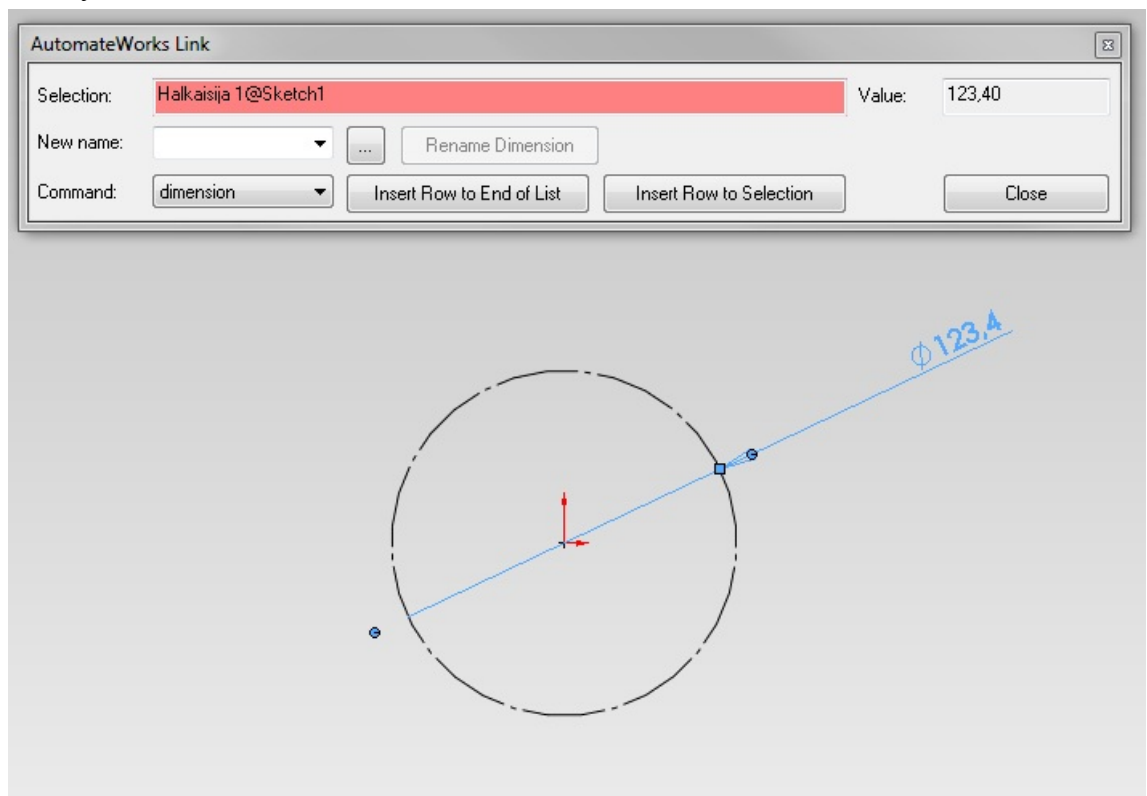 AutomateWorks Link
Selection: Halkaisija 1@Sketch1 Value: 123,40
New name: ... Rename Dimension
Command: dimension Insert Row to End of List Insert Row to Selection Close
∅ 123,4